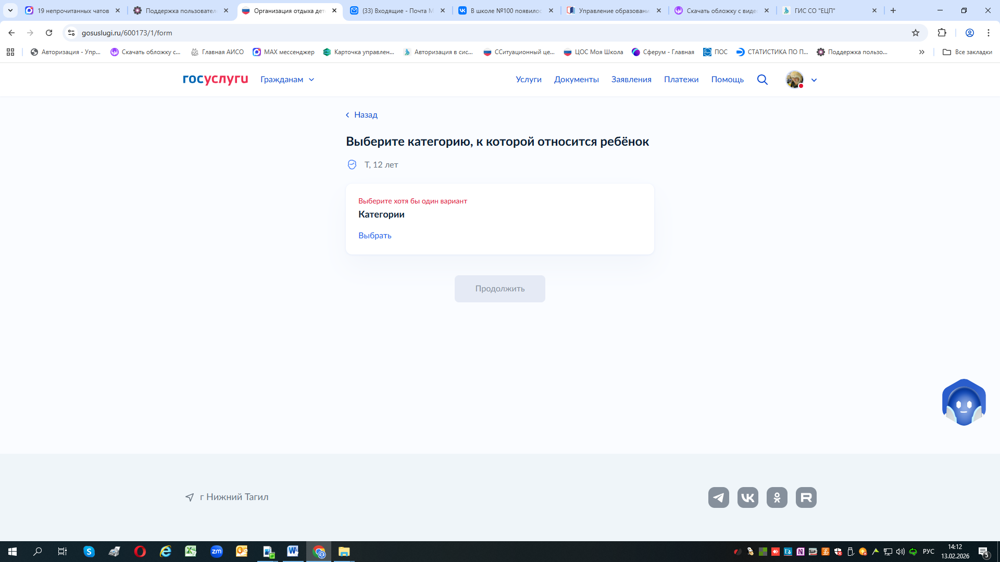 19 непрочитанных чатов
Поддержка пользовател
Организация отдыха дет
(33) Входящие - Почта M
В школе №100 появилос
Управление образовани
Скачать обложку с виде
ГИС СО "ЕЦП"
gosuslugi.ru/600173/1/form
Авторизация - Упр...
Скачать обложку с...
Главная АИСО
MAX мессенджер
Карточка управлен...
Авторизация в сис...
ССитуационный це...
ЦОС Моя Школа
Сферум - Главная
ПОС
СТАТИСТИКА ПО П...
Поддержка пользо...
Все закладки
госуслуги
Гражданам
Услуги
Документы
Заявления
Платежи
Помощь
Назад
Выберите категорию, к которой относится ребёнок
Т, 12 лет
Выберите хотя бы один вариант
Категории
Выбрать
Продолжить
г Нижний Тагил
РУС
14:12
13.02.2026
5